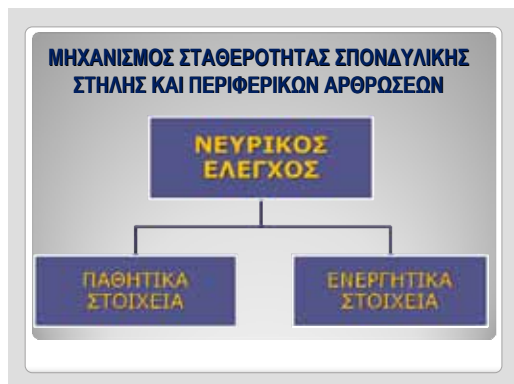 ΜΗΧΑΝΙΣΜΟΣ ΣΤΑΘΕΡΟΤΗΤΑΣ ΣΠΟΝΔΥΛΙΚΗΣ
ΣΤΗΛΗΣ ΚΑΙ ΠΕΡΙΦΕΡΙΚΩΝ ΑΡΘΡΩΣΕΩΝ
ΝΕΥΡΙΚΟΣ
ΕΛΕΓΧΟΣ
ΠΑΘΗΤΙΚΑ
ΣΤΟΙΧΕΙΑ
ΕΝΕΡΓΗΤΙΚΑ
ΣΤΟΙΧΕΙΑ